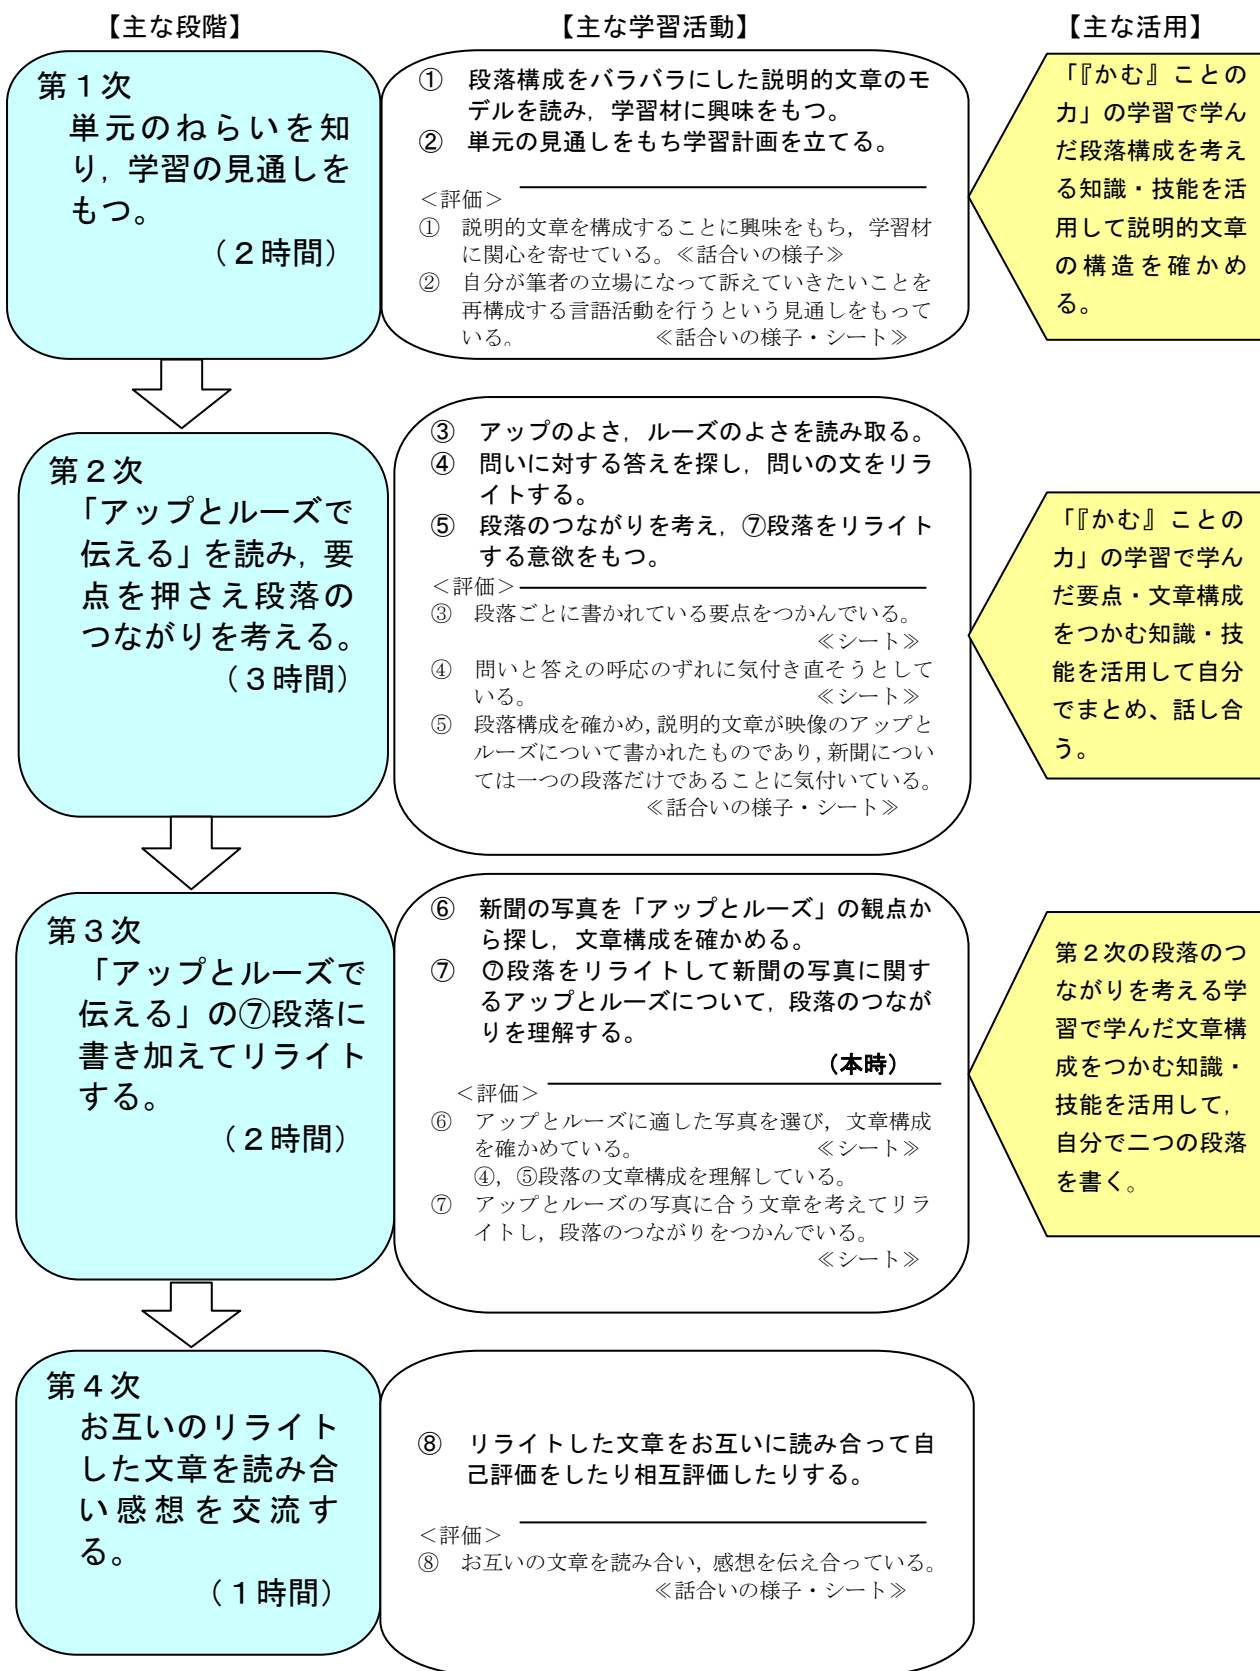 【主な段階】
【主な学習活動】
【主な活用】
第１次
単元のねらいを知
り，学習の見通しを
もつ。
（２時間）
①　段落構成をバラバラにした説明的文章のモ
デルを読み，学習材に興味をもつ。
②　単元の見通しをもち学習計画を立てる。
＜評価＞
①　説明的文章を構成することに興味をもち，学習材
に関心を寄せている。≪話合いの様子≫
②　自分が筆者の立場になって訴えていきたいことを
再構成する言語活動を行うという見通しをもって
いる。　≪話合いの様子・シート≫
「『かむ』ことの
力」の学習で学ん
だ段落構成を考え
る知識・技能を活
用して説明的文章
の構造を確かめ
る。
第２次
「アップとルーズで
伝える」を読み，要
点を押さえ段落の
つながりを考える。
（３時間）
③　アップのよさ，ルーズのよさを読み取る。
④　問いに対する答えを探し，問いの文をリラ
イトする。
⑤　段落のつながりを考え，⑦段落をリライト
する意欲をもつ。
＜評価＞
③　段落ごとに書かれている要点をつかんでいる。
≪シート≫
④　問いと答えの呼応のずれに気付き直そうとして
いる。　≪シート≫
⑤　段落構成を確かめ，説明的文章が映像のアップと
ルーズについて書かれたものであり，新聞につい
ては一つの段落だけであることに気付いている。
≪話合いの様子・シート≫
「『かむ』ことの
力」の学習で学ん
だ要点・文章構成
をつかむ知識・技
能を活用して自分
でまとめ、話し合
う。
第３次
「アップとルーズで
伝える」の⑦段落に
書き加えてリライト
する。
（２時間）
⑥　新聞の写真を「アップとルーズ」の観点か
ら探し，文章構成を確かめる。
⑦　⑦段落をリライトして新聞の写真に関す
るアップとルーズについて，段落のつなが
りを理解する。
（本時）
＜評価＞
⑥　アップとルーズに適した写真を選び，文章構成
を確かめている。　≪シート≫
④，⑤段落の文章構成を理解している。
⑦　アップとルーズの写真に合う文章を考えてリラ
イトし，段落のつながりをつかんでいる。
≪シート≫
第２次の段落のつ
ながりを考える学
習で学んだ文章構
成をつかむ知識・
技能を活用して，
自分で二つの段落
を書く。
第４次
お互いのリライト
した文章を読み合
い感想を交流す
る。
（１時間）
⑧　リライトした文章をお互いに読み合って自
己評価をしたり相互評価したりする。
＜評価＞
⑧　お互いの文章を読み合い，感想を伝え合っている。
≪話合いの様子・シート≫